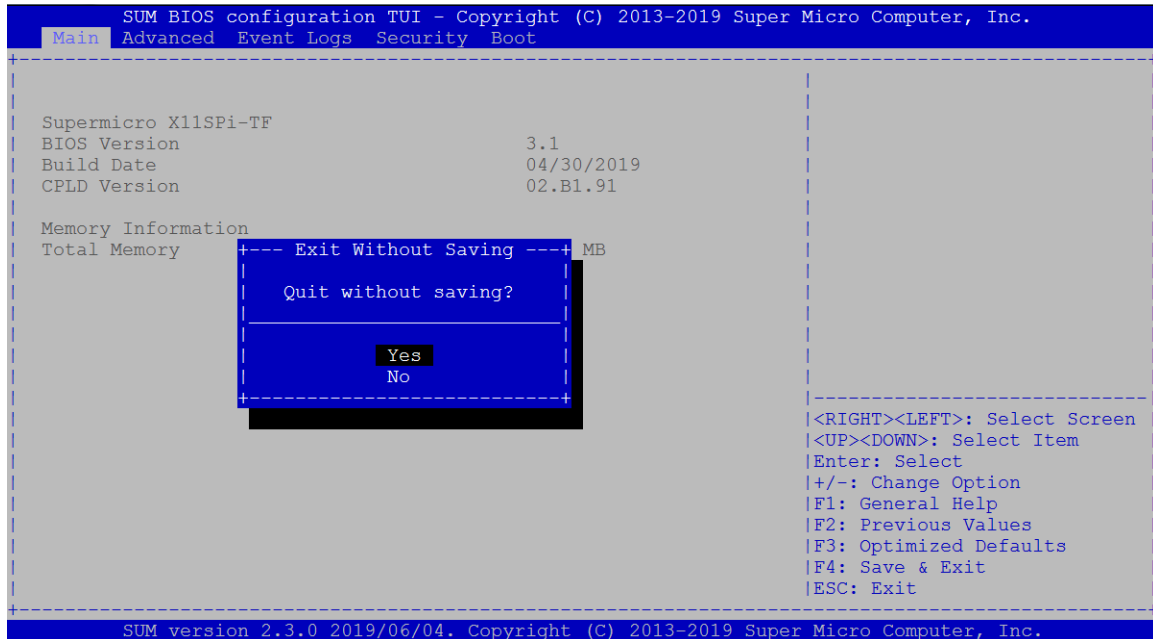 SUM BIOS configuration TUI - Copyright (C) 2013-2019 Super Micro Computer, Inc.
Main Advanced Event Logs Security Boot
Supermicro X11SPi-TF
BIOS Version 3.1
Build Date 04/30/2019
CPLD Version 02.B1.91
Memory Information
Total Memory MB
Exit Without Saving
Quit without saving?
Yes
No
<RIGHT><LEFT>: Select Screen
<UP><DOWN>: Select Item
Enter: Select
+/-: Change Option
F1: General Help
F2: Previous Values
F3: Optimized Defaults
F4: Save & Exit
ESC: Exit
SUM version 2.3.0 2019/06/04. Copyright (C) 2013-2019 Super Micro Computer, Inc.